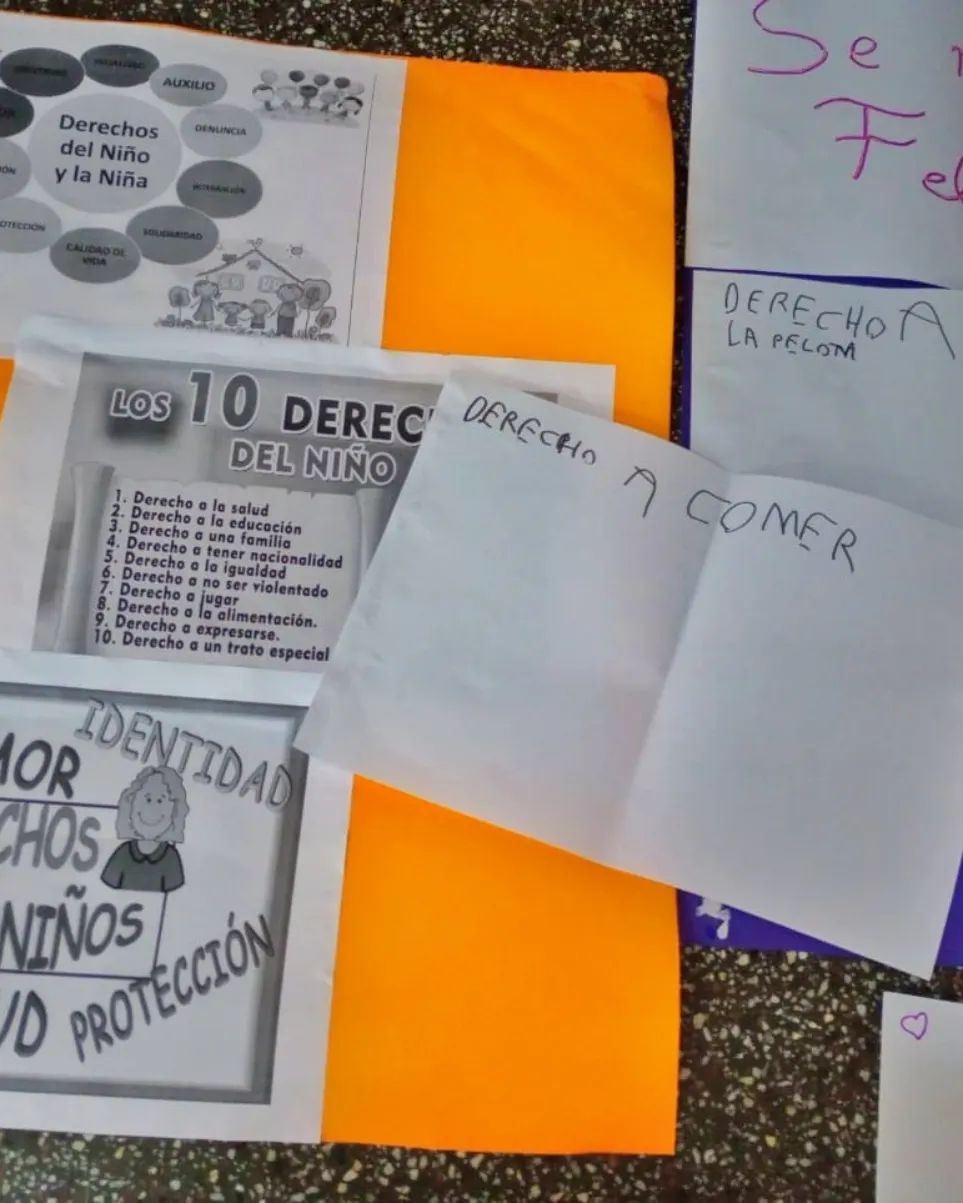 AUXILIO
DENUNCIA
Derechos
del Niño
y la Niña
INTEGRACIÓN
SOLIDARIDAD
CALIDAD DE
VIDA
LOS 10 DEREC
DEL NIÑO
1. Derecho a la salud
2. Derecho a la educación
3. Derecho a una familia
4. Derecho a tener nacionalidad
5. Derecho a la igualdad
6. Derecho a no ser violentado
7. Derecho a jugar
8. Derecho a la alimentación.
9. Derecho a expresarse.
10. Derecho a un trato especial
IDENTIDAD
MOR
CHOS
NIÑOS
UD PROTECCIÓN
DERECHO A COMER
Se
Fe
DERECHO A
LA PELOTA